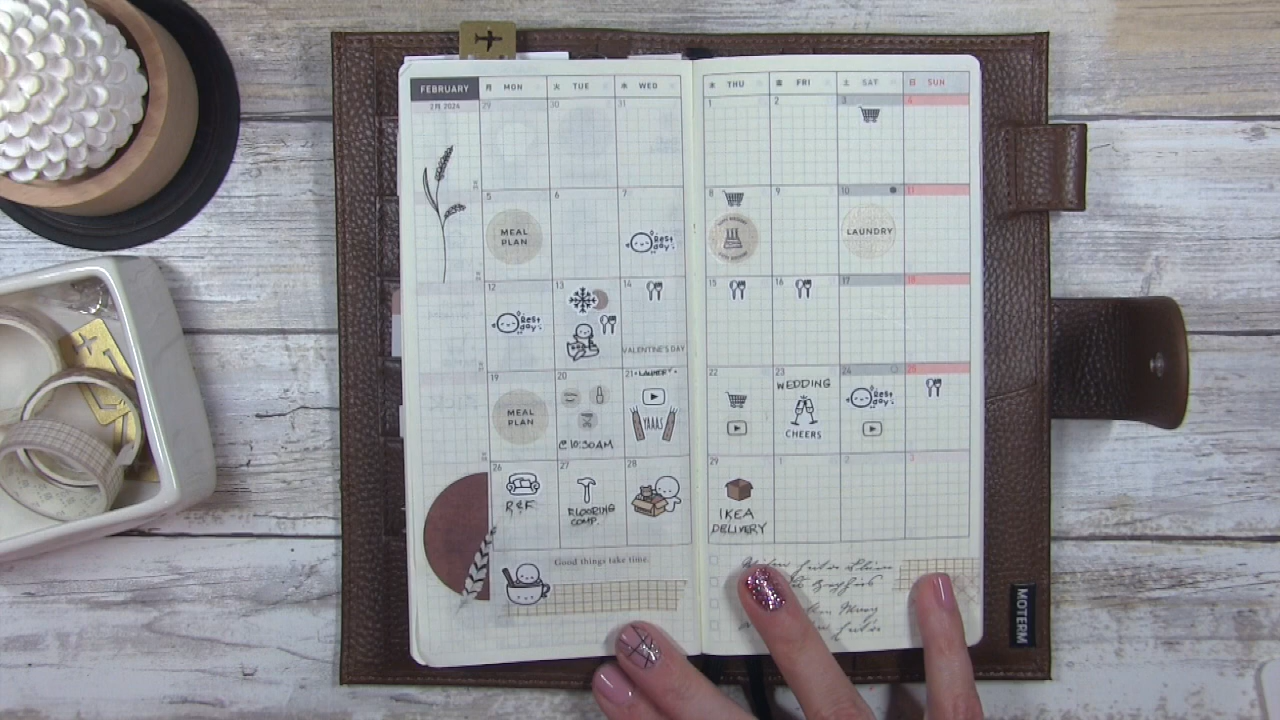 FEBRUARY
2月 2024
月 MON
火 TUE
水 WED
木 THU
金 FRI
土 SAT
日 SUN
29
30
31
1
2
3
4
5
MEAL
PLAN
6
7
Rest
day
8
9
10
LAUNDRY
11
12
Rest
day
13
14
VALENTINE'S DAY
15
16
17
18
19
MEAL
PLAN
20
@ 10:30AM
21
YAAAS
22
23
WEDDING
CHEERS
24
Rest
day
25
26
R&F
27
FLOORING
COMP.
28
29
IKEA
DELIVERY
1
2
3
Good things take time.
MOTERM